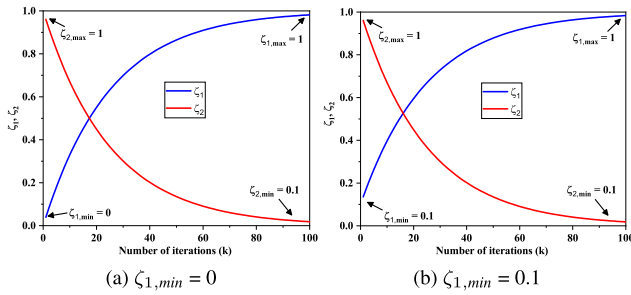 1.0
0.8
0.6
0.4
0.2
0.0
ζ1, ζ2
ζ2,max = 1
ζ1,max = 1
ζ1
ζ2
ζ2,min = 0.1
ζ1,min = 0
0 20 40 60 80 100
Number of iterations (k)
(a) ζ1,min = 0
1.0
0.8
0.6
0.4
0.2
0.0
ζ1, ζ2
ζ2,max = 1
ζ1,max = 1
ζ1
ζ2
ζ2,min = 0.1
ζ1,min = 0.1
0 20 40 60 80 100
Number of iterations (k)
(b) ζ1,min = 0.1